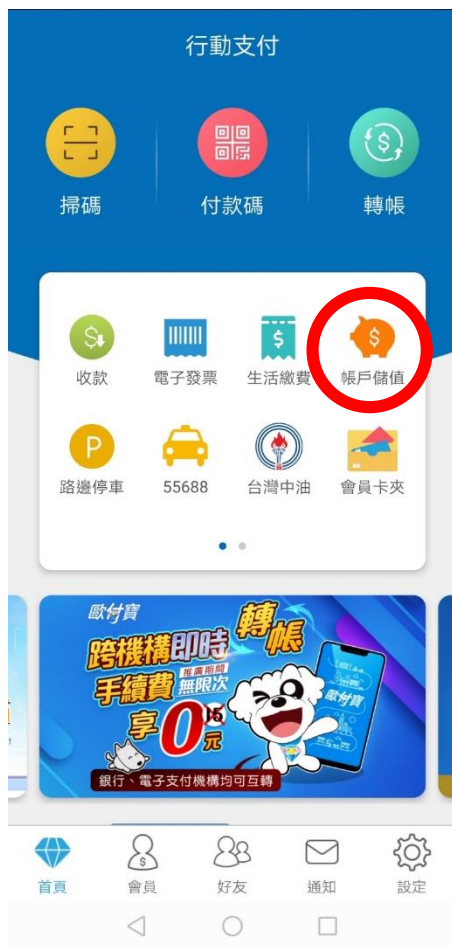 行動支付
掃碼
付款碼
轉帳
收款
電子發票
生活繳費
帳戶儲值
路邊停車
55688
台灣中油
會員卡夾
歐付寶
跨機構即時
轉帳
手續費
推廣期間
無限次
享0元
15
歐付寶
銀行、電子支付機構均可互轉
首頁
會員
好友
通知
設定